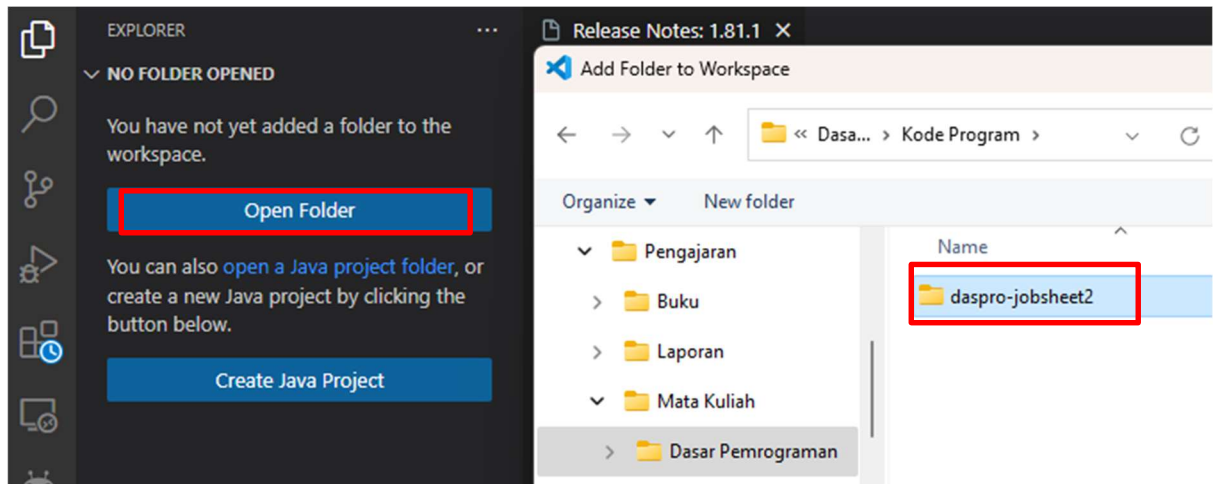 EXPLORER ...
NO FOLDER OPENED
You have not yet added a folder to the
workspace.
Open Folder
You can also open a Java project folder, or
create a new Java project by clicking the
button below.
Create Java Project
Release Notes: 1.81.1
Add Folder to Workspace
« Dasa... > Kode Program >
Organize New folder
Pengajaran
Buku
Laporan
Mata Kuliah
Dasar Pemrograman
Name
daspro-jobsheet2